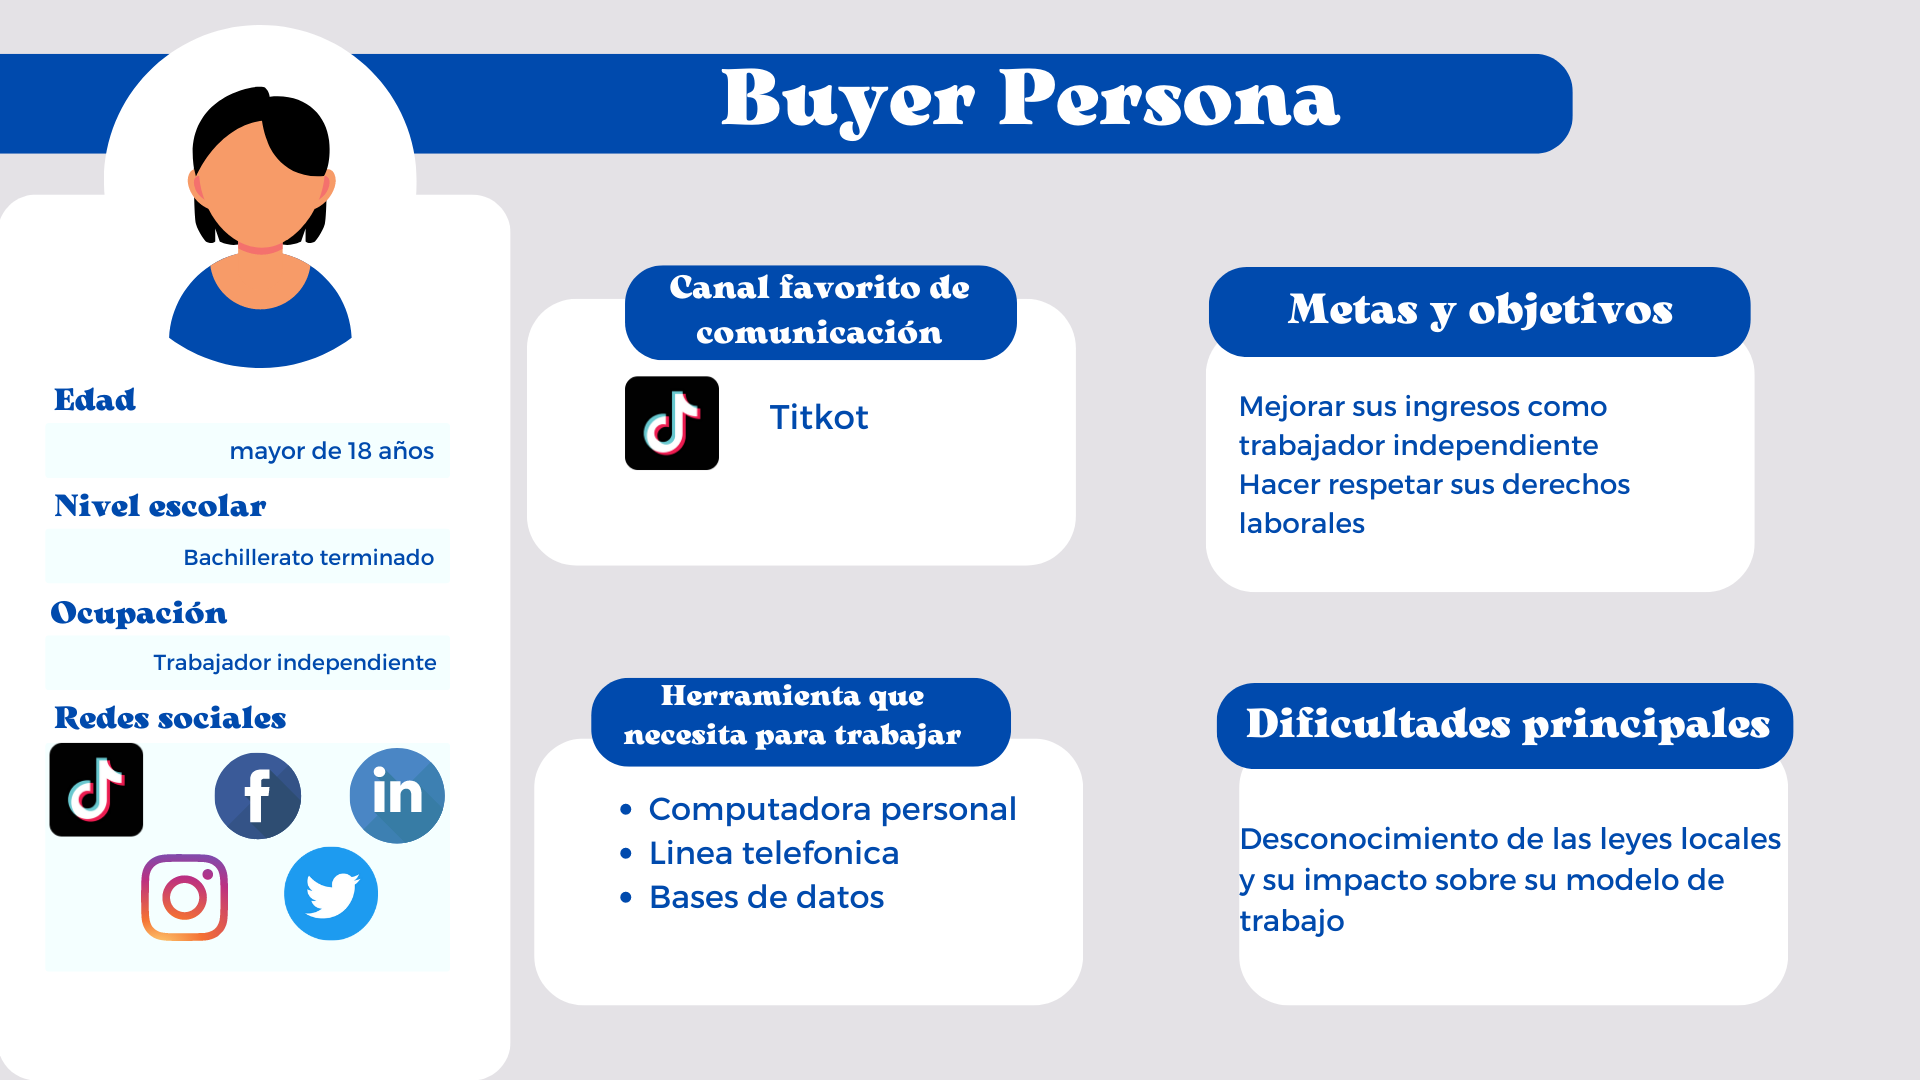 Buyer Persona
Edad
mayor de 18 años
Nivel escolar
Bachillerato terminado
Ocupación
Trabajador independiente
Redes sociales
f
in
Canal favorito de
comunicación
Titkot
Metas y objetivos
Mejorar sus ingresos como
trabajador independiente
Hacer respetar sus derechos
laborales
Herramienta que
necesita para trabajar
• Computadora personal
• Linea telefonica
• Bases de datos
Dificultades principales
Desconocimiento de las leyes locales
y su impacto sobre su modelo de
trabajo